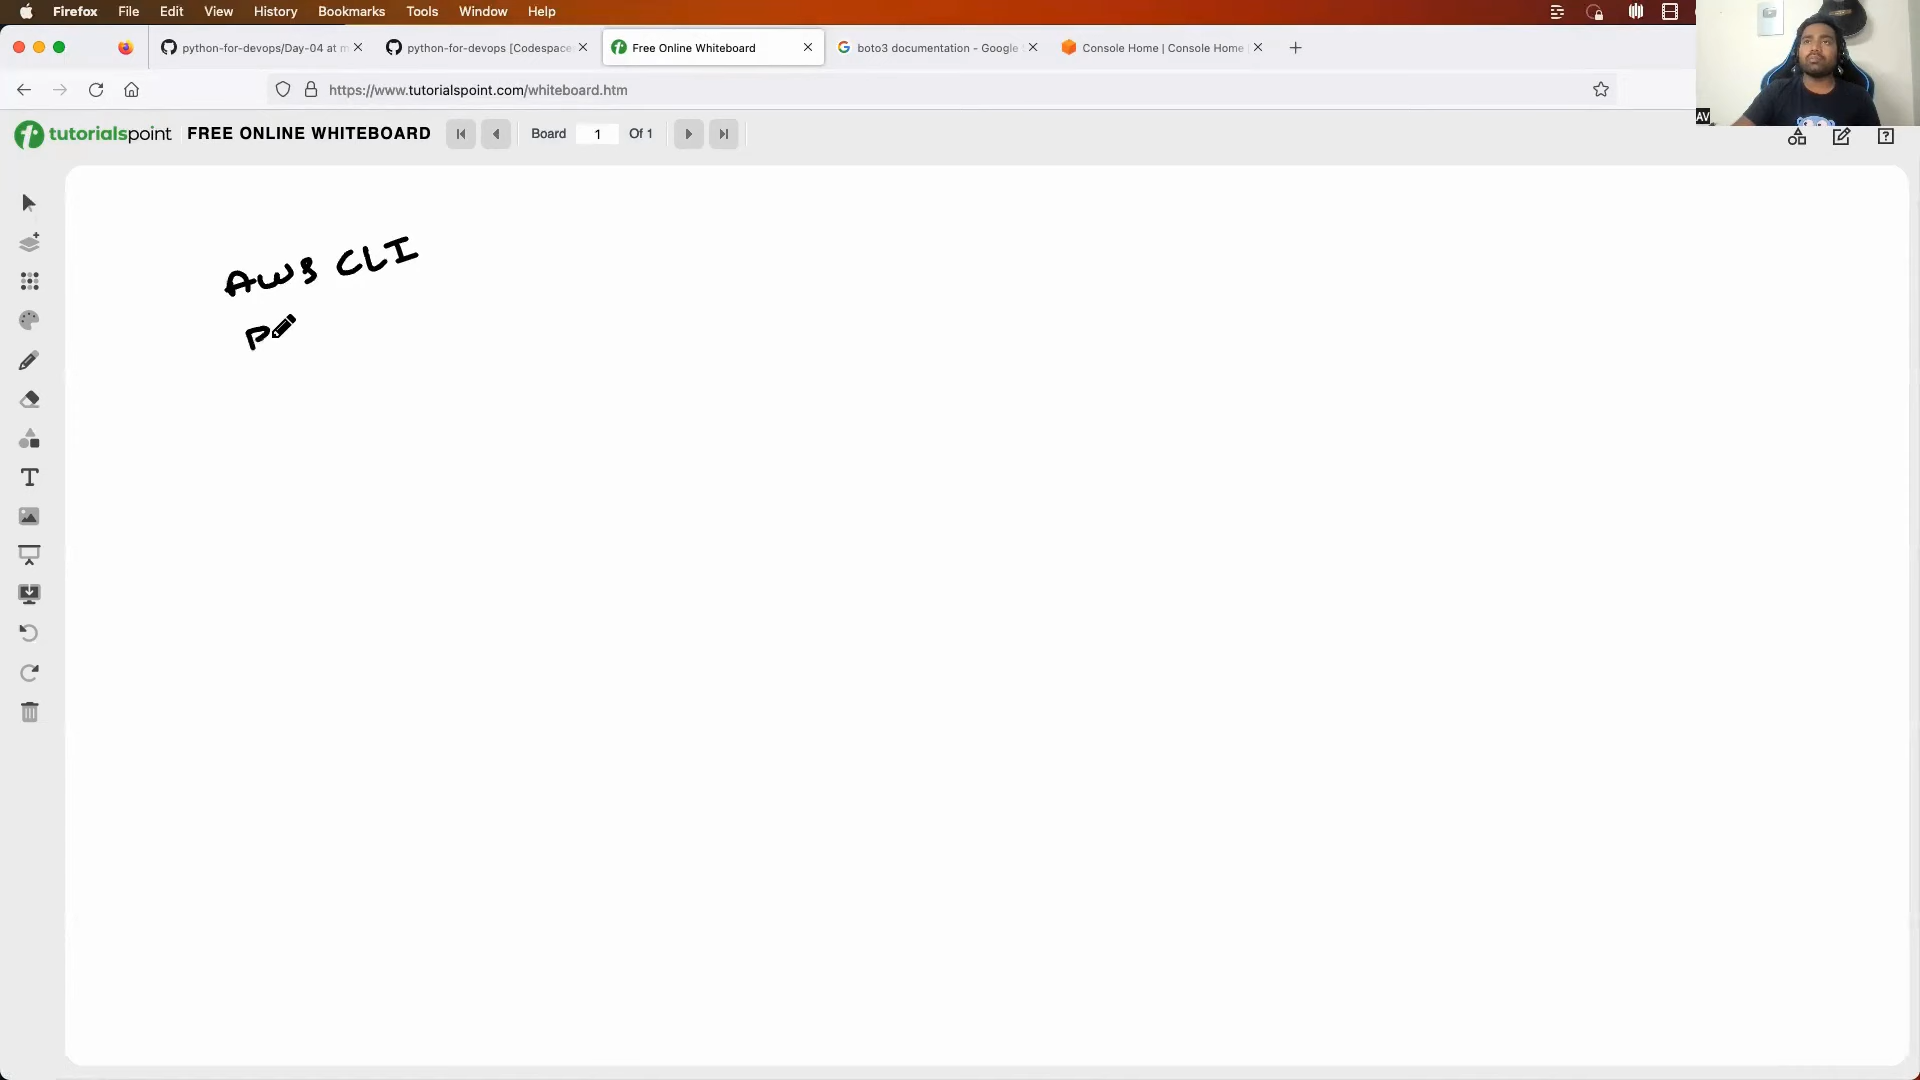 Firefox File Edit View History Bookmarks Tools Window Help
python-for-devops/Day-04 at m
python-for-devops [Codespace
Free Online Whiteboard
boto3 documentation - Google
Console Home | Console Home
https://www.tutorialspoint.com/whiteboard.htm
AV
tutorialspoint FREE ONLINE WHITEBOARD Board 1 Of 1
AWS CLI
P